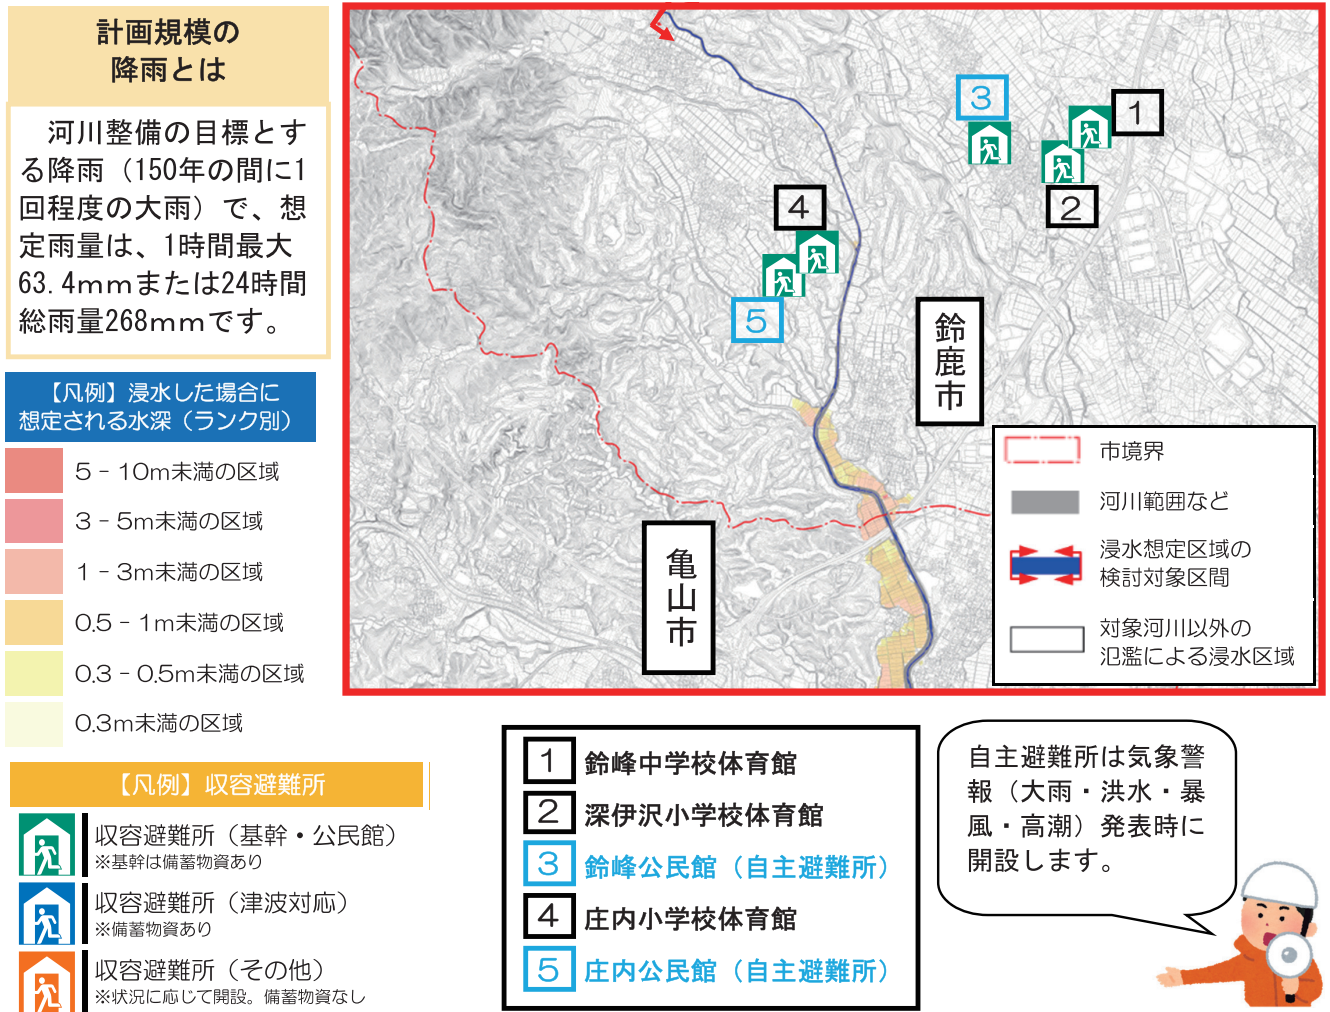 計画規模の
降雨とは
河川整備の目標とす
る降雨（150年の間に1
回程度の大雨）で、想
定雨量は、1時間最大
63.4ｍｍまたは24時間
総雨量268ｍｍです。
【凡例】浸水した場合に
想定される水深（ランク別）
5 - 10m未満の区域
3 - 5m未満の区域
1 - 3m未満の区域
0.5 - 1m未満の区域
0.3 - 0.5m未満の区域
0.3m未満の区域
【凡例】収容避難所
収容避難所（基幹・公民館）
※基幹は備蓄物資あり
収容避難所（津波対応）
※備蓄物資あり
収容避難所（その他）
※状況に応じて開設。備蓄物資なし
3
1
2
4
5
鈴鹿市
亀山市
市境界
河川範囲など
浸水想定区域の
検討対象区間
対象河川以外の
氾濫による浸水区域
1 鈴峰中学校体育館
2 深伊沢小学校体育館
3 鈴峰公民館（自主避難所）
4 庄内小学校体育館
5 庄内公民館（自主避難所）
自主避難所は気象警
報（大雨・洪水・暴
風・高潮）発表時に
開設します。